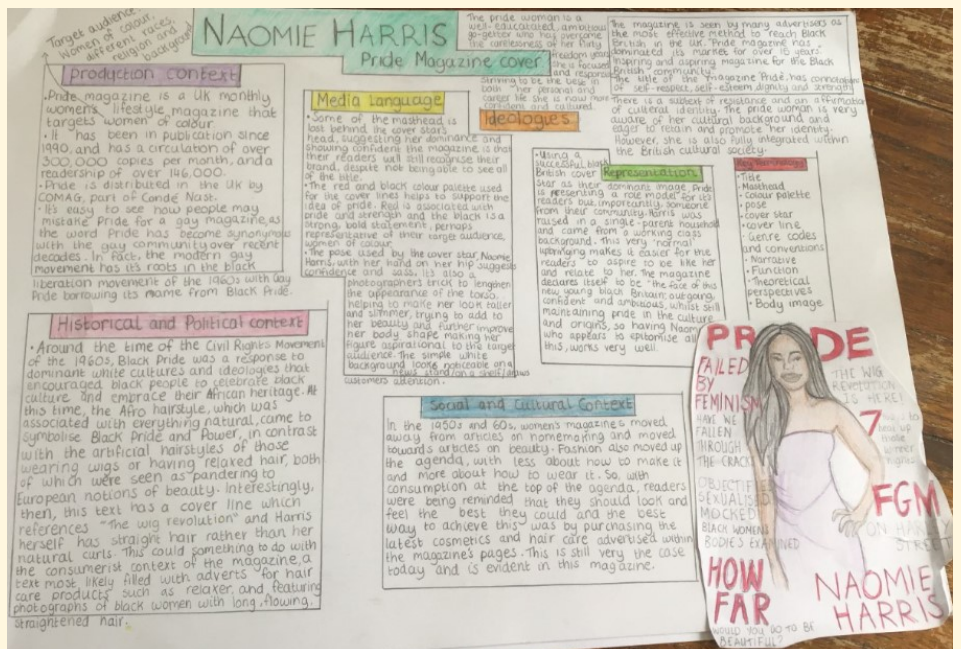 Target audience:
Women of colour,
different races,
religion and
background
NAOMIE HARRIS
Pride Magazine cover
production context
•Pride magazine is a UK monthly
women's lifestyle magazine that
targets women of colour
•It has been in publication since
1990, and has a circulation of over
300,000 copies per month, and a
readership of over 146,000.
•Pride is distributed in the UK by
COMAG, part of Condé Nast.
•It's easy to see how people may
mistake Pride for a gay magazine, as
the word Pride has become synonymous
with the gay community over recent
decades. In fact, the modern gay
movement has it's roots in the black
liberation movement of the 1960s with Gay
Pride borrowing its name from Black Pride.
Historical and Political context
•Around the time of the Civil Rights Movement
of the 1960s, Black Pride was a response to
dominant white cultures and ideologies that
encouraged black people to celebrate black
culture and embrace their African heritage. At
this time, the Afro hairstyle, which was
associated with everything natural, came to
symbolise Black Pride and Power, in contrast
with the artificial hairstyles of those
wearing wigs or having relaxed hair, both
of which were seen as pandering to
European notions of beauty. Interestingly,
then, this text has a cover line which
references "The wig revolution" and Harris
herself has straight hair rather than her
natural curls. This could something to do with
the consumerist context of the magazine, a
text most likely filled with adverts for hair
care products such as relaxer, and featuring
photographs of black women with long, flowing,
straightened hair.
Media Language
•Some of the masthead is
lost behind the cover star's
head, suggesting her dominance and
showing confident the magazine is that
their readers will still recognise their
brand, despite not being able to see all
of the title.
•The red and black colour palette used
for the cover lines helps to support the
idea of pride. Red is associated with
pride and strength and the black is a
strong, bold statement, perhaps
representative of their target audience,
women of colour.
•The pose used by the cover star, Naomie
Harris with her hand on her hip suggests
confidence and sass. It's also a
photographers trick to lengthen
the appearance of the torso,
helping to make her look taller
and slimmer, trying to add to
her beauty and further improve
her body shape making her
figure aspirational to the target
audience. The simple white
background looks noticeable on a
news stand/on a shelf/
customers attention.
The pride woman is a
well-educatated, ambitious
go-getter who has overcome
the carelessness of her flirty
freedom years
she is focused
and responsible
striving to be the best in
both her personal and
career life she is now more
confident and cultured
Ideologies
The magazine is seen by many advertisers as
the most effective method to reach Black
British in the UK. Pride magazine has
dominated its market for over 15 years'
inspiring and aspiring magazine for the Black
British "community"
The title of the magazine 'Pride', has connotations
of self-respect, self-esteem dignity and strength
There is a subtext of resistance and an affirmation
of cultural identity. The pride woman is very
aware of her cultural background and
eager to retain and promote her identity.
However, she is also fully integrated within
the British cultural society.
Representation
•Using a
successful black
British cover
star as their dominant image, Pride
is presenting a role model for it's
readers but importantly, someone
from their community. Harris was
raised in a single-parent household
and came from a working class
background. This very "normal"
upbringing makes it easier for the
readers to aspire to be like her
and relate to her. The magazine
declares itself to be "the face of this
new young black Britain: outgoing,
confident and ambitious, whilst still
maintaining pride in the culture
and origins, so having Naomie
who appears to epitomise all
this, works very well.
Key Terminology
•Title
•Masthead
•Colour palette
•pose
•cover star
•cover line
•Genre codes
and conventions
•Narrative
•Function
•Theoretical
perspectives
•Body image
Social and Cultural Context
In the 1950s and 60s, women's magazines moved
away from articles on homemaking and moved
towards articles on beauty. Fashion also moved up
the agenda, with less about how to make it
and more about how to wear it. So, with
consumption at the top of the agenda, readers
were being reminded that they should look and
feel the best they could and the best
way to achieve this was by purchasing the
latest cosmetics and hair care advertised within
the magazine's pages. This is still very the case
today and is evident in this magazine.
PRIDE
FAILED
BY
FEMINISM
HAVE WE
FALLEN
THROUGH
THE CRACK
OBJECTIFIED
SEXUALISED
MOCKED
BLACK WOMENS
BODIES EXAMINED
HOW
FAR
WOULD YOU GO TO BE
BEAUTIFUL?
THE WIG
REVOLUTION
IS HERE!
7
FGM
ON
STREET
NAOMIE
HARRIS